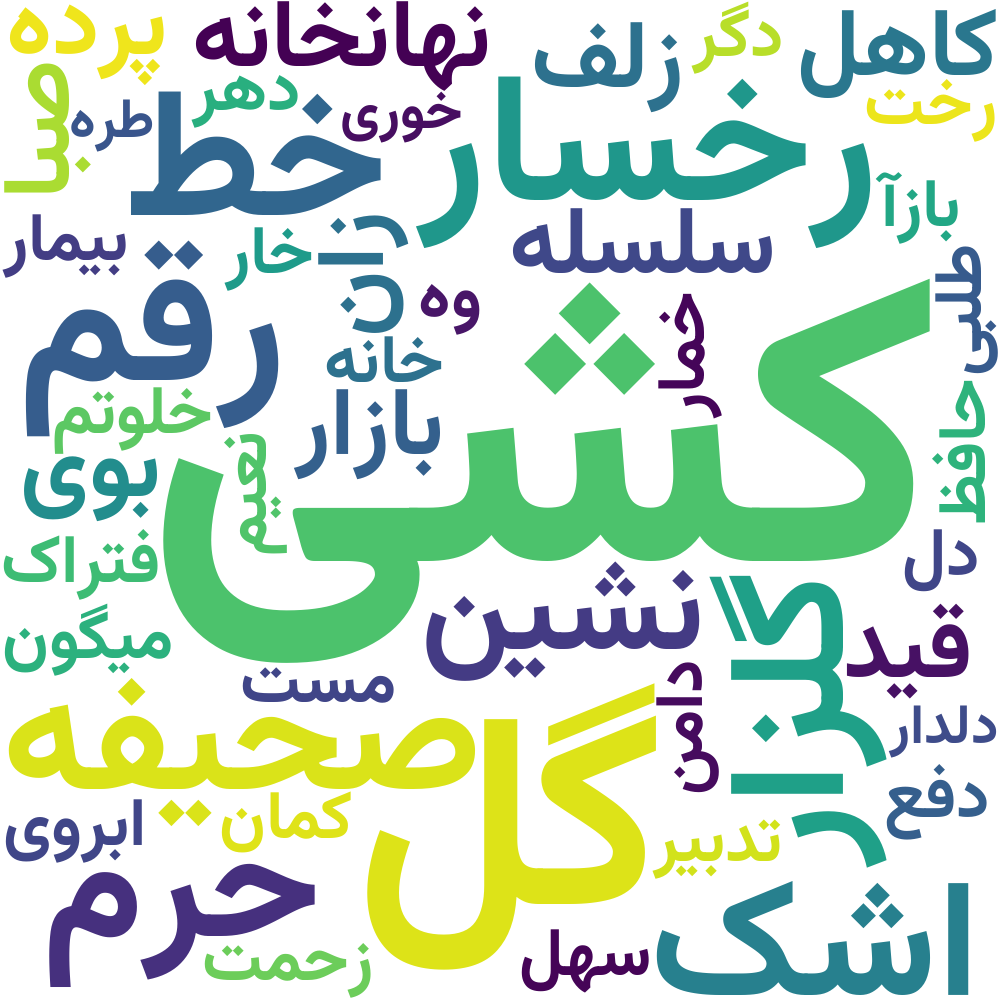 کاهل
دگر
زلف
نهانخانه
پرده
رخت
رخسار
خوری
خط
دهر
طره
صبا
بازآ
سلسله
زان
خار
رقم
بیمار
طلبی
کشی
خمار
وه
خانه
بازار
خلوتم
حافظ
نعیم
بوی
دل
فتراک
نشین
گلزار
قید
میگون
مست
دامن
دلدار
گل
صحیفه
دفع
تدبیر
کمان
ابروی
حرم
اشک
سهل
زحمت